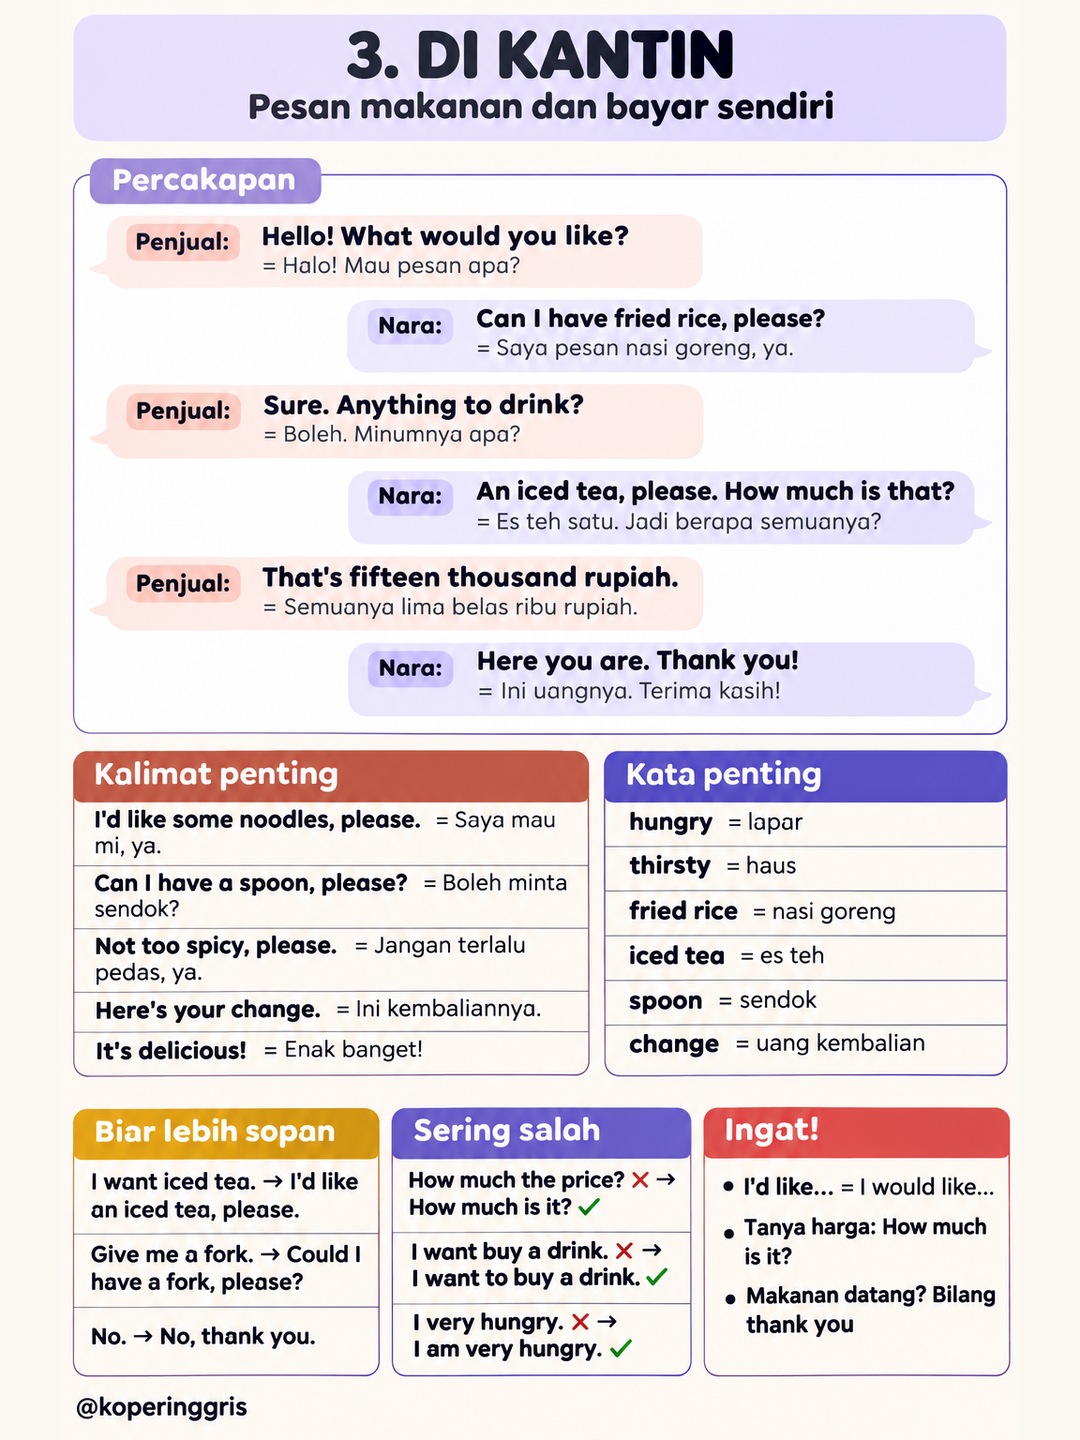 3. DI KANTIN
Pesan makanan dan bayar sendiri
Percakapan
Penjual: Hello! What would you like?
= Halo! Mau pesan apa?
Nara: Can I have fried rice, please?
= Saya pesan nasi goreng, ya.
Penjual: Sure. Anything to drink?
= Boleh. Minumnya apa?
Nara: An iced tea, please. How much is that?
= Es teh satu. Jadi berapa semuanya?
Penjual: That's fifteen thousand rupiah.
= Semuanya lima belas ribu rupiah.
Nara: Here you are. Thank you!
= Ini uangnya. Terima kasih!
Kalimat penting
I'd like some noodles, please. = Saya mau
mi, ya.
Can I have a spoon, please? = Boleh minta
sendok?
Not too spicy, please. = Jangan terlalu
pedas, ya.
Here's your change. = Ini kembaliannya.
It's delicious! = Enak banget!
Kata penting
hungry = lapar
thirsty = haus
fried rice = nasi goreng
iced tea = es teh
spoon = sendok
change = uang kembalian
Biar lebih sopan
I want iced tea. → I'd like
an iced tea, please.
Give me a fork. → Could I
have a fork, please?
No. → No, thank you.
Sering salah
How much the price? ❌ →
How much is it? ✓
I want buy a drink. ❌ →
I want to buy a drink. ✓
I very hungry. ❌ →
I am very hungry. ✓
Ingat!
• I'd like... = I would like...
• Tanya harga: How much
is it?
• Makanan datang? Bilang
thank you
@koperinggris